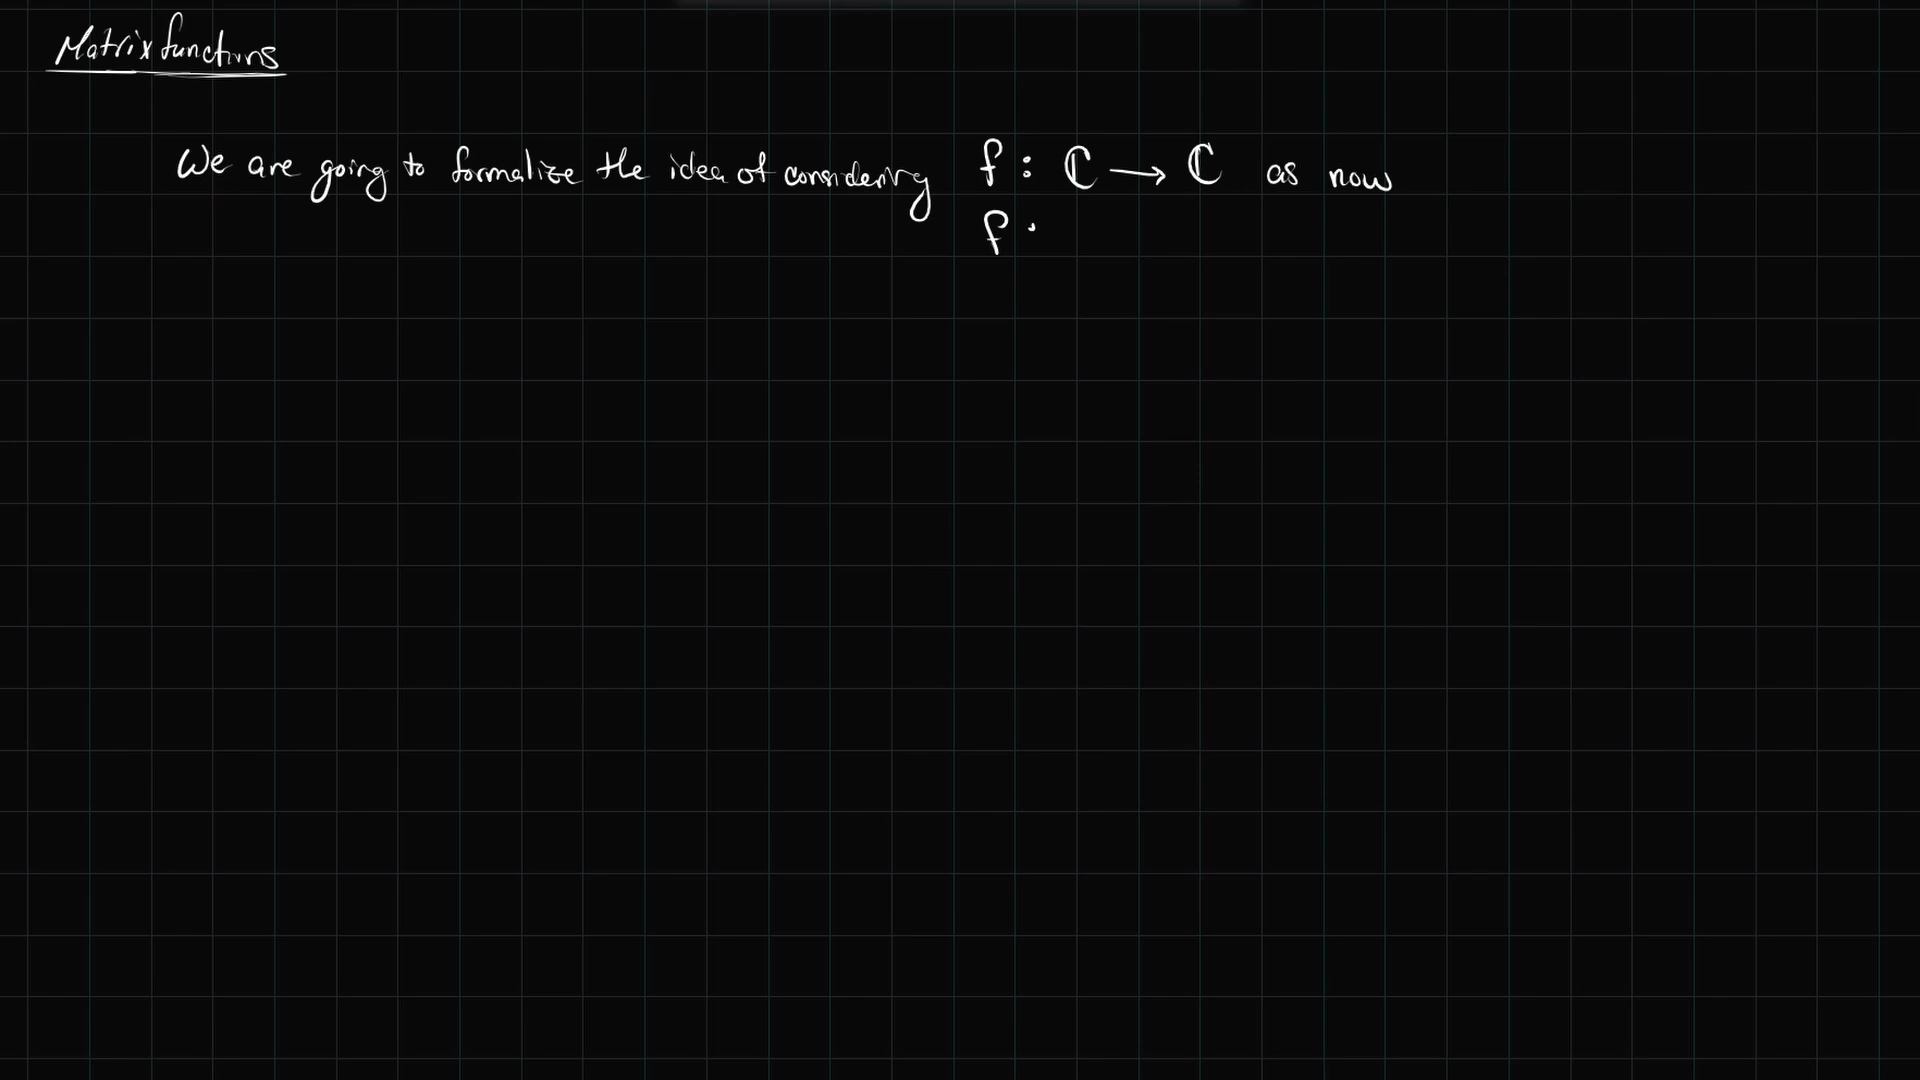 Matrix functions
We are going to formalize the idea of considering f : ℂ → ℂ as now
f ·